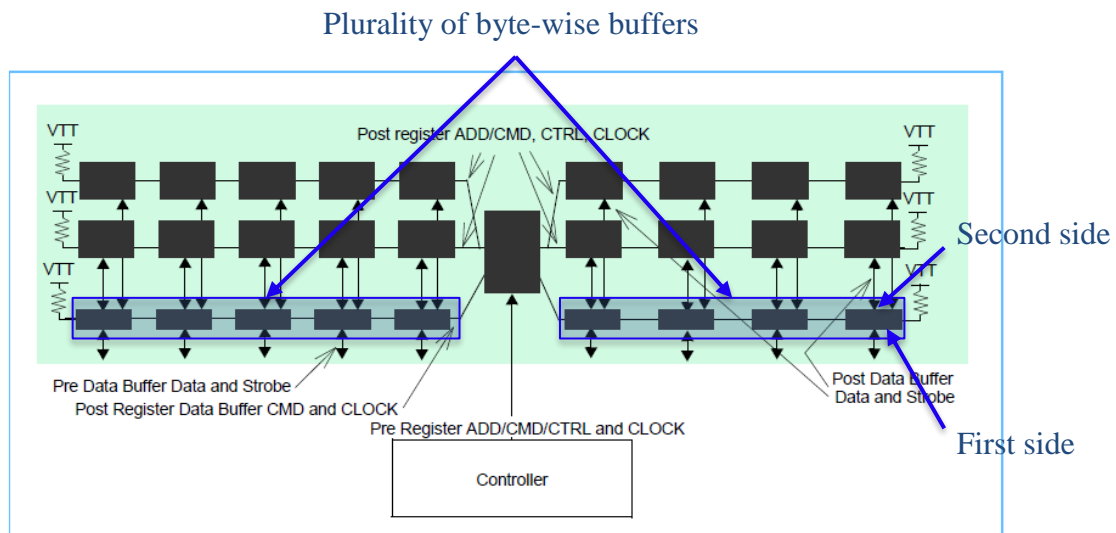 Plurality of byte-wise buffers
VTT
Post register ADD/CMD, CTRL, CLOCK
VTT
VTT
VTT
Second side
VTT
VTT
Pre Data Buffer Data and Strobe
Post Register Data Buffer CMD and CLOCK
Post Data Buffer
Data and Strobe
Pre Register ADD/CMD/CTRL and CLOCK
First side
Controller